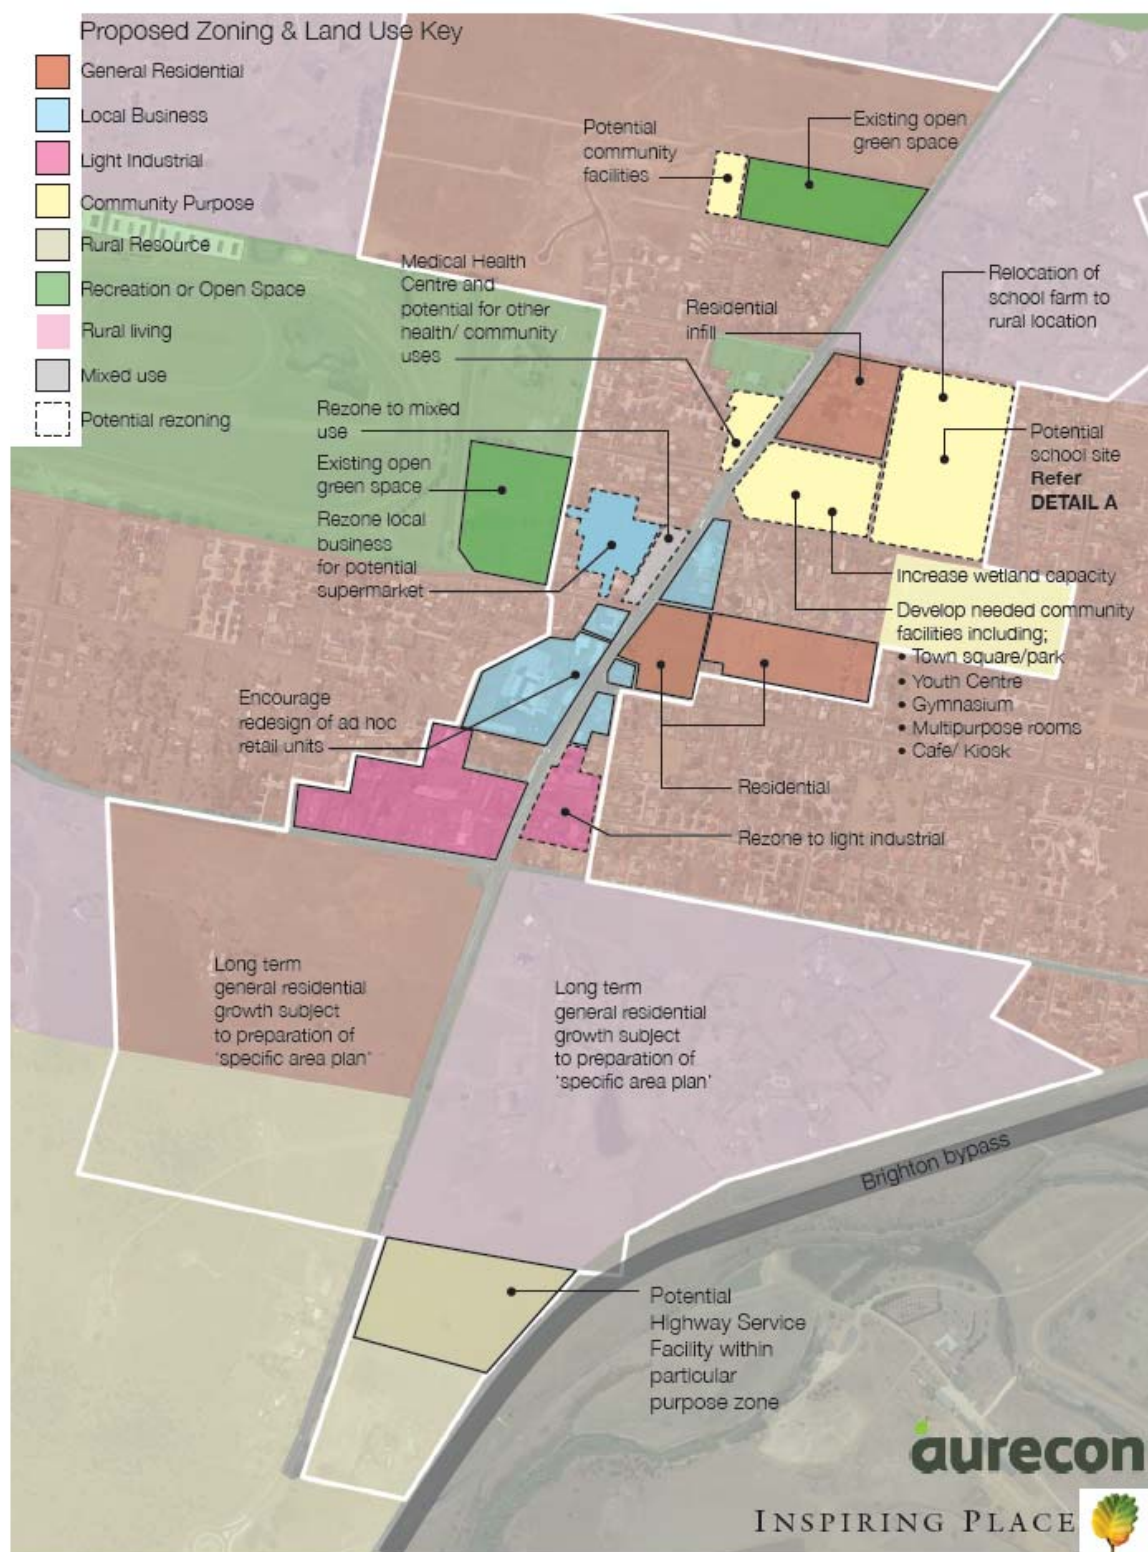 Proposed Zoning & Land Use Key
General Residential
Local Business
Light Industrial
Community Purpose
Rural Resource
Recreation or Open Space
Rural living
Mixed use
Potential rezoning
Potential
community
facilities
Existing open
green space
Medical Health
Centre and
potential for other
health/ community
uses
Residential
infill
Relocation of
school farm to
rural location
Rezone to mixed
use
Existing open
green space
Rezone local
business
for potential
supermarket
Potential
school site
Refer
DETAIL A
Increase wetland capacity
Develop needed community
facilities including;
• Town square/park
• Youth Centre
• Gymnasium
• Multipurpose rooms
• Cafe/ Kiosk
Encourage
redesign of ad hoc
retail units
Residential
Rezone to light industrial
Long term
general residential
growth subject
to preparation of
'specific area plan'
Long term
general residential
growth subject
to preparation of
'specific area plan'
Brighton bypass
Potential
Highway Service
Facility within
particular
purpose zone
aurecon
INSPIRING PLACE